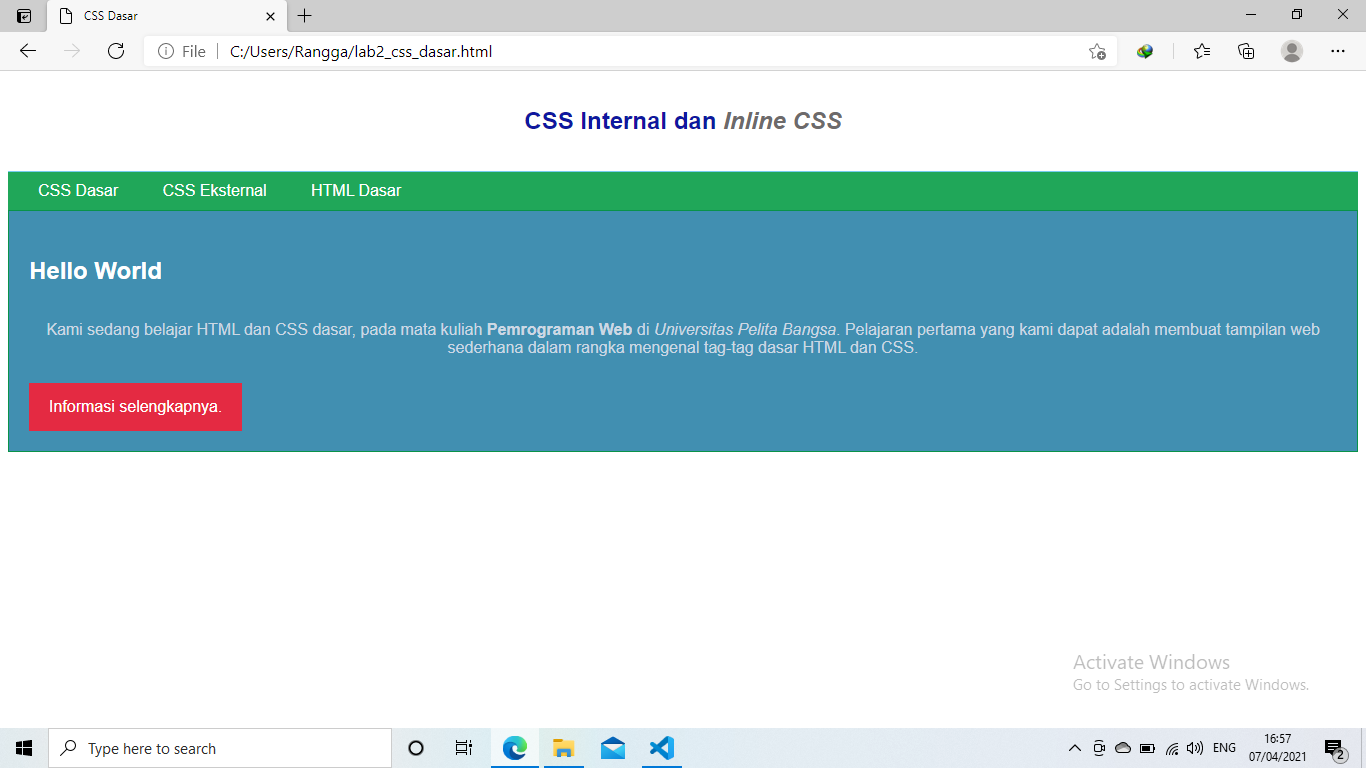 CSS Dasar
File
C:/Users/Rangga/lab2_css_dasar.html
CSS Internal dan Inline CSS
CSS Dasar CSS Eksternal HTML Dasar
Hello World
Kami sedang belajar HTML dan CSS dasar, pada mata kuliah Pemrograman Web di Universitas Pelita Bangsa. Pelajaran pertama yang kami dapat adalah membuat tampilan web
sederhana dalam rangka mengenal tag-tag dasar HTML dan CSS.
Informasi selengkapnya.
Activate Windows
Go to Settings to activate Windows.
Type here to search
ENG
16:57
07/04/2021
2